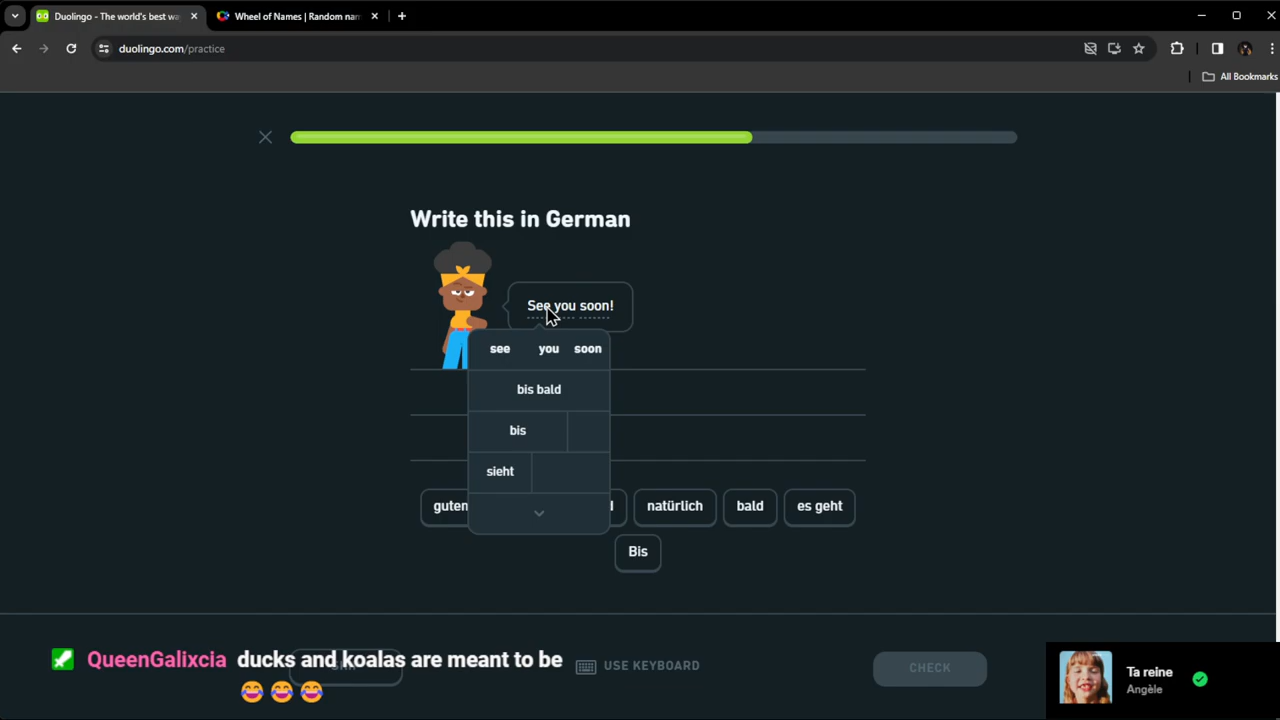 Duolingo - The world's best wa
Wheel of Names | Random nam
duolingo.com/practice
All Bookmarks
Write this in German
See you soon!
see you soon
bis bald
bis
sieht
guten
natürlich
bald
es geht
Bis
QueenGalixcia ducks and koalas are meant to be
😂 😂 😂
USE KEYBOARD
CHECK
Ta reine
Angèle